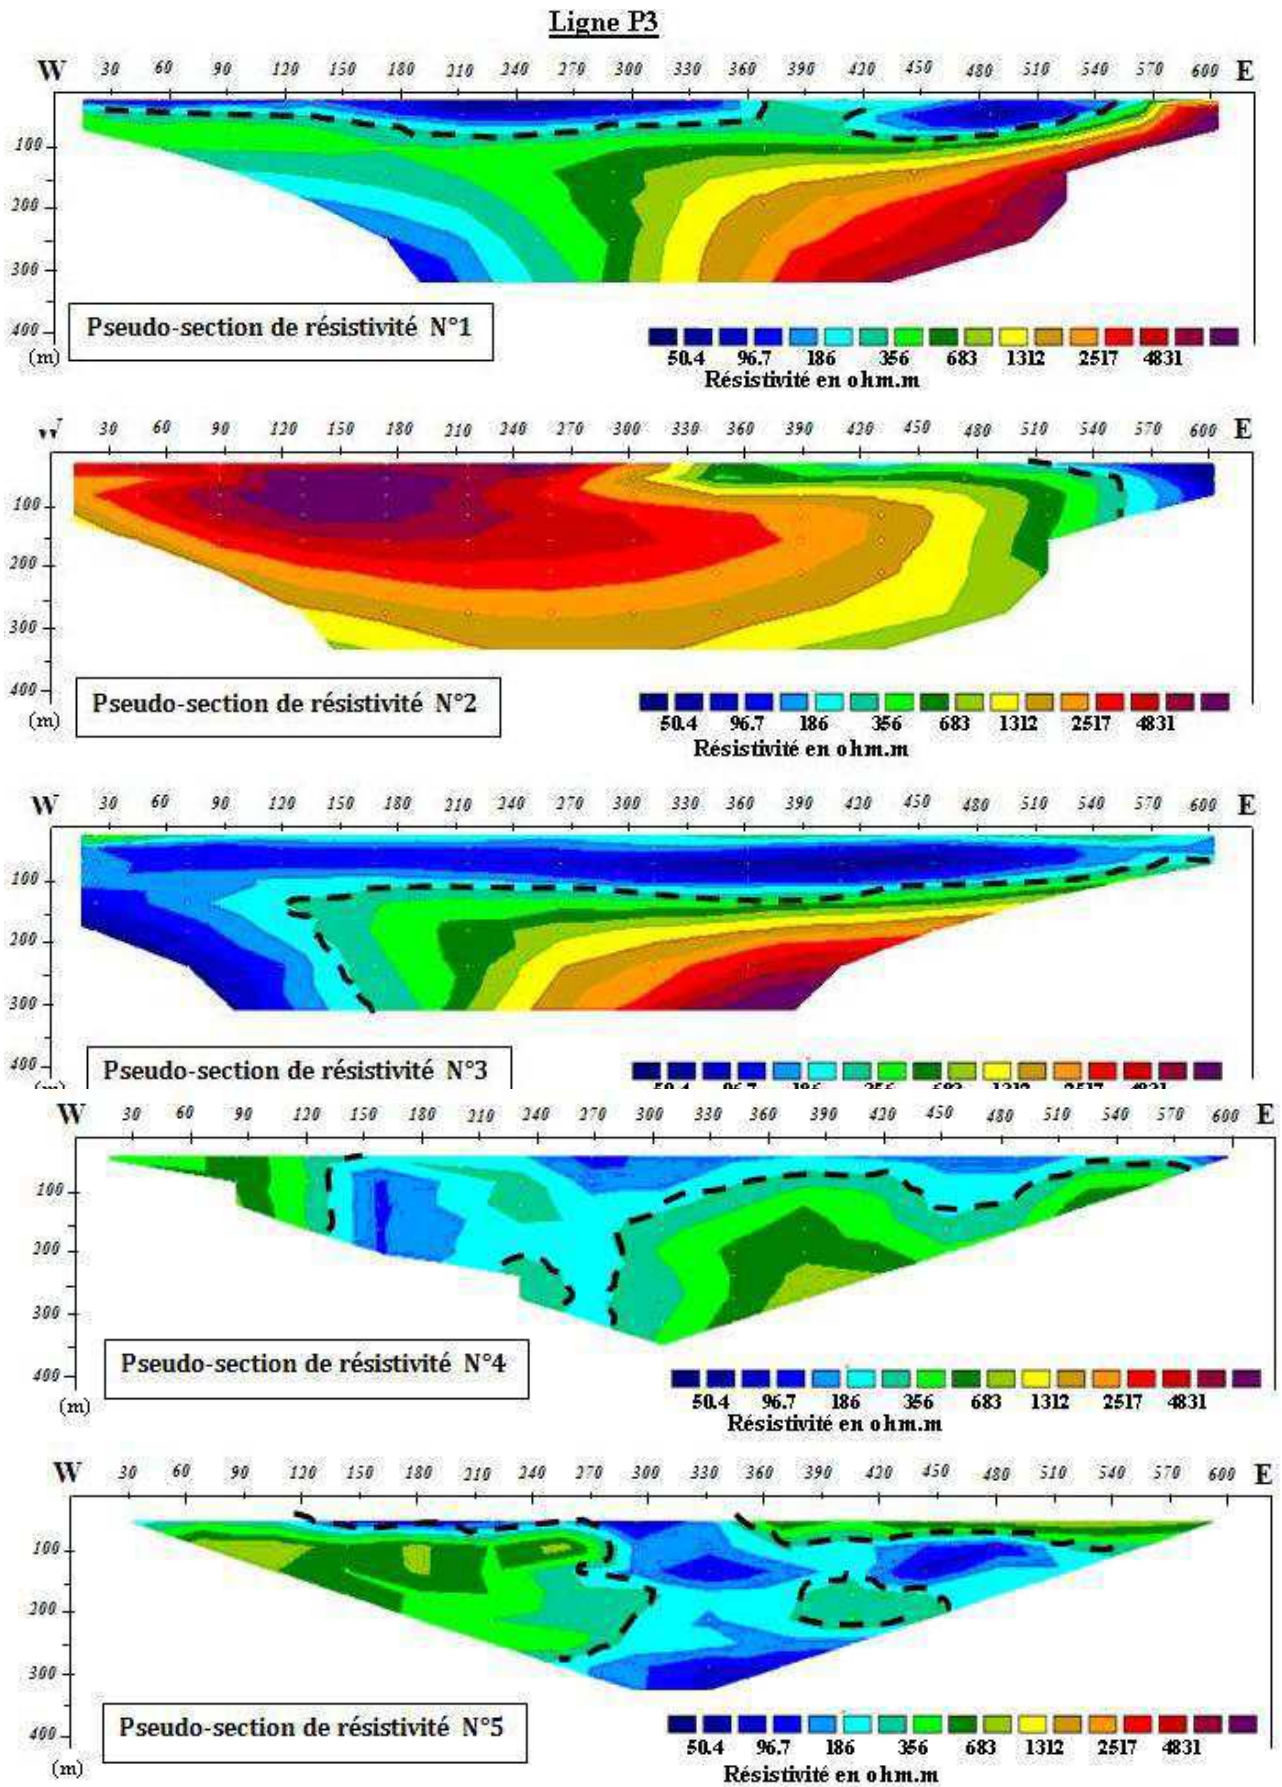 Ligne P3
W 30 60 90 120 150 180 210 240 270 300 330 360 390 420 450 480 510 540 570 600 E
100
200
300
400
(m)
Pseudo-section de résistivité N°1
50.4 96.7 186 356 683 1312 2517 4831
Résistivité en ohm.m
30 60 90 120 150 180 210 240 270 300 330 360 390 420 450 480 510 540 570 600 E
100
200
300
400
(m)
Pseudo-section de résistivité N°2
50.4 96.7 186 356 683 1312 2517 4831
Résistivité en ohm.m
W 30 60 90 120 150 180 210 240 270 300 330 360 390 420 450 480 510 540 570 600 E
100
200
300
400
Pseudo-section de résistivité N°3
W 30 60 90 120 150 180 210 240 270 300 330 360 390 420 450 480 510 570 600 E
100
200
300
400
(m)
Pseudo-section de résistivité N°4
50.4 96.7 186 356 683 1312 2517 4831
Résistivité en ohm.m
W 30 60 90 120 150 180 210 240 270 300 330 360 390 420 450 480 510 540 570 600 E
100
200
300
400
(m)
Pseudo-section de résistivité N°5
50.4 96.7 186 356 683 1312 2517 4831
Résistivité en ohm.m